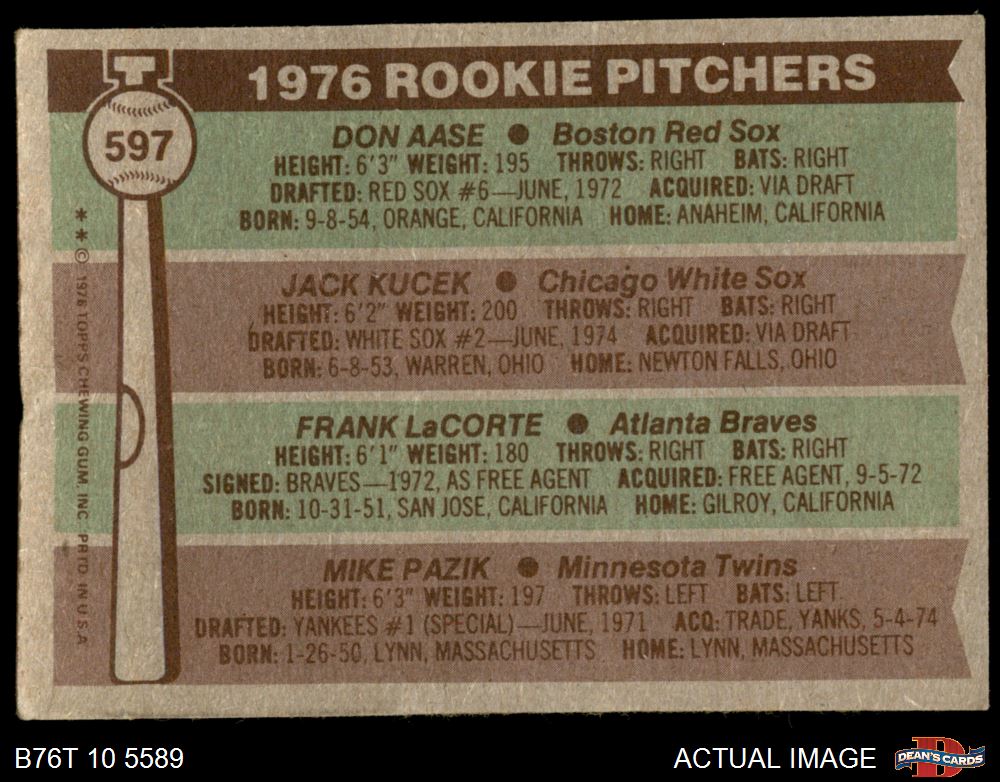 T
1976 ROOKIE PITCHERS
597
DON AASE ● Boston Red Sox
HEIGHT: 6'3" WEIGHT: 195 THROWS: RIGHT BATS: RIGHT
DRAFTED: RED SOX #6—JUNE, 1972 ACQUIRED: VIA DRAFT
BORN: 9-8-54, ORANGE, CALIFORNIA HOME: ANAHEIM, CALIFORNIA
JACK KUCEK ● Chicago White Sox
HEIGHT: 6'2" WEIGHT: 200 THROWS: RIGHT BATS: RIGHT
DRAFTED: WHITE SOX #2—JUNE, 1974 ACQUIRED: VIA DRAFT
BORN: 6-8-53, WARREN, OHIO HOME: NEWTON FALLS, OHIO
FRANK LaCORTE ● Atlanta Braves
HEIGHT: 6'1" WEIGHT: 180 THROWS: RIGHT BATS: RIGHT
SIGNED: BRAVES—1972, AS FREE AGENT ACQUIRED: FREE AGENT, 9-5-72
BORN: 10-31-51, SAN JOSE, CALIFORNIA HOME: GILROY, CALIFORNIA
MIKE PAZIK ● Minnesota Twins
HEIGHT: 6'3" WEIGHT: 197 THROWS: LEFT BATS: LEFT
DRAFTED: YANKEES #1 (SPECIAL)—JUNE, 1971 ACQ: TRADE, YANKS, 5-4-74
BORN: 1-26-50, LYNN, MASSACHUSETTS HOME: LYNN, MASSACHUSETTS
** © 1976 TOPPS CHEWING GUM, INC. PRTD. IN U.S.A.
B76T 10 5589
ACTUAL IMAGE
D
DEAN'S CARDS